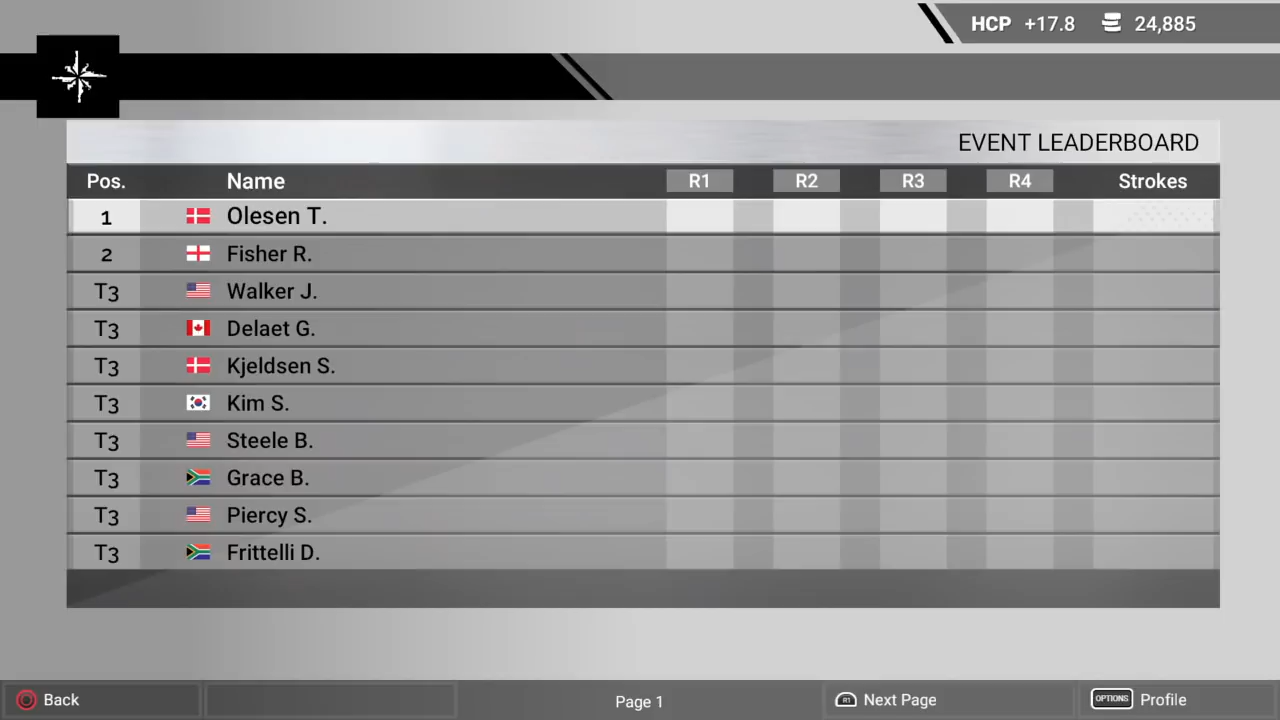 HCP +17.8 24,885
EVENT LEADERBOARD
Pos. Name R1 R2 R3 R4 Strokes
1 Olesen T.
2 Fisher R.
T3 Walker J.
T3 Delaet G.
T3 Kjeldsen S.
T3 Kim S.
T3 Steele B.
T3 Grace B.
T3 Piercy S.
T3 Frittelli D.
Back Page 1 R1 Next Page OPTIONS Profile